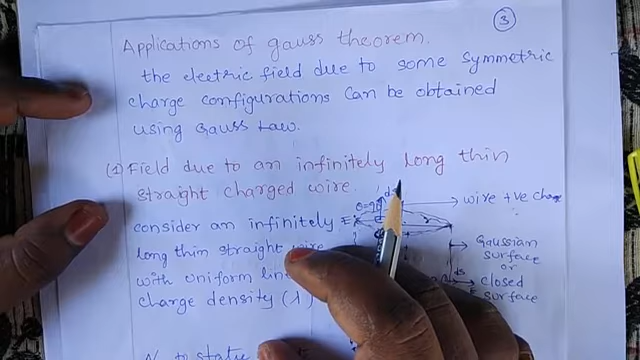 3
Applications of gauss theorem.
the electric field due to some symmetric
charge configurations can be obtained
using Gauss Law.
(1) Field due to an infinitely long thin
straight charged wire.
consider an infinitely
long thin straight wire
with uniform
charge density (λ)
wire +ve charge
Gaussian
surface
or
closed
surface
ds
E